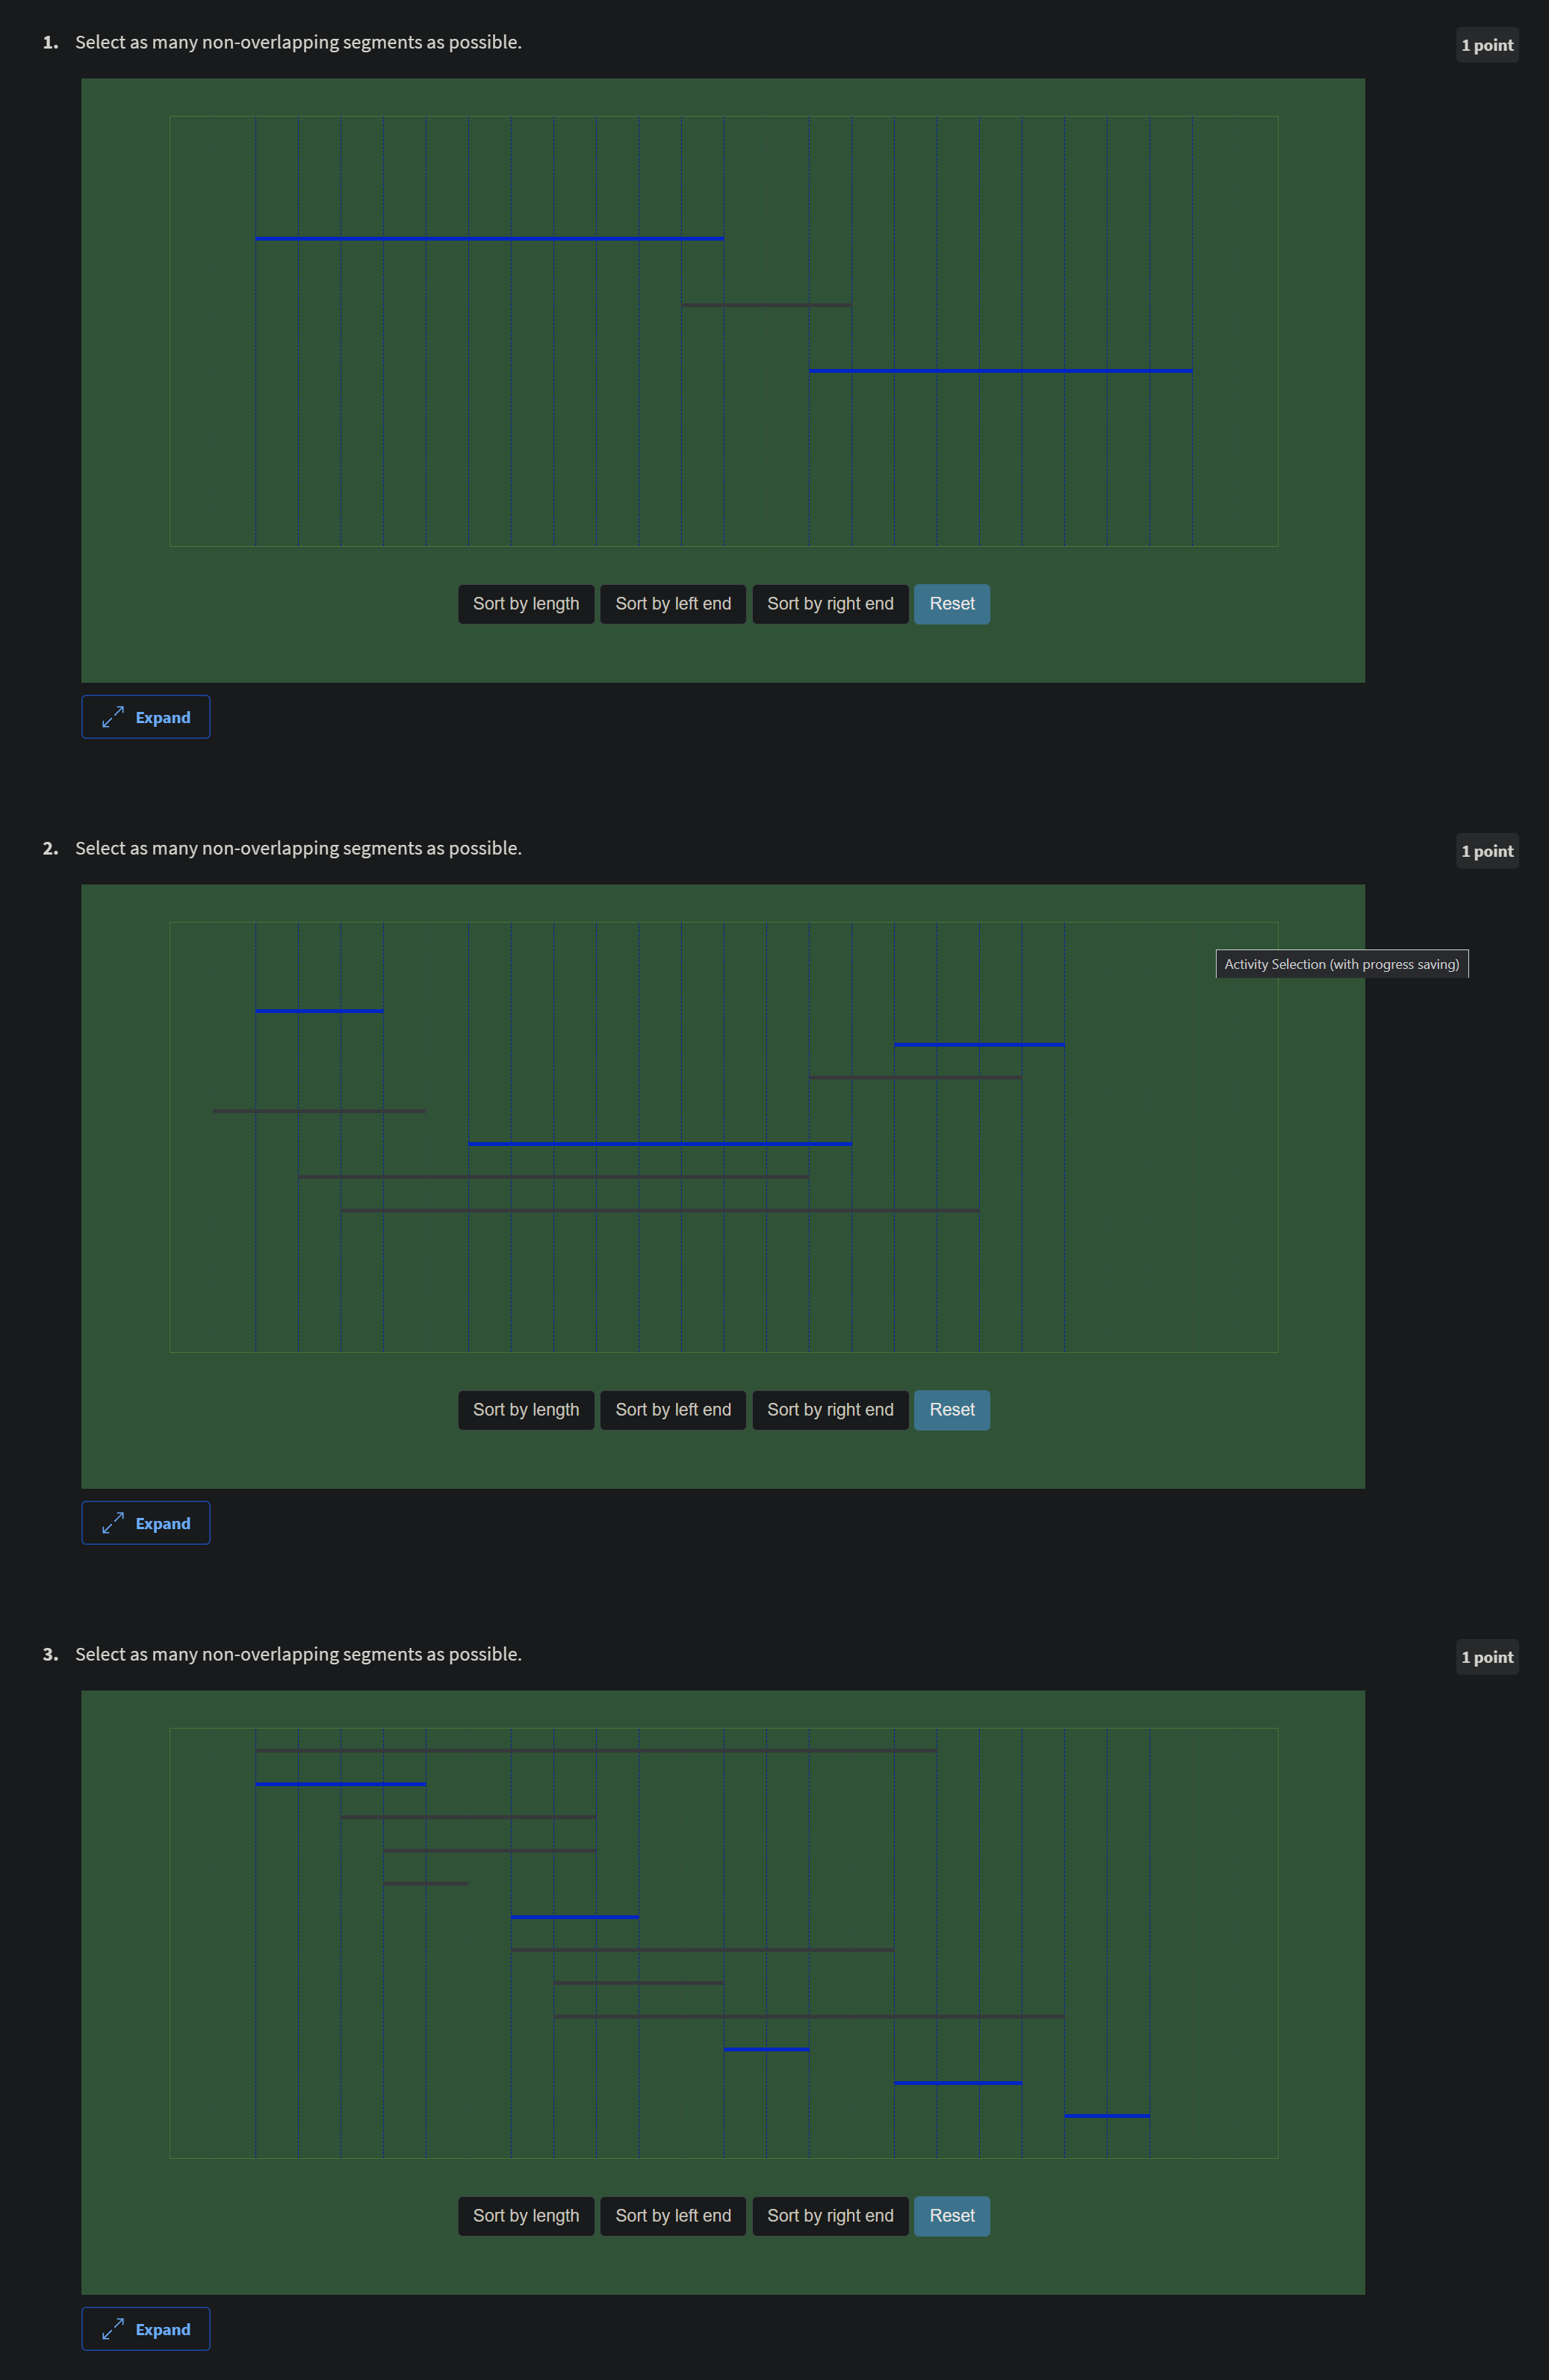 1. Select as many non-overlapping segments as possible.
1 point
Sort by length Sort by left end Sort by right end Reset
Expand
2. Select as many non-overlapping segments as possible.
1 point
Activity Selection (with progress saving)
Sort by length Sort by left end Sort by right end Reset
Expand
3. Select as many non-overlapping segments as possible.
1 point
Sort by length Sort by left end Sort by right end Reset
Expand